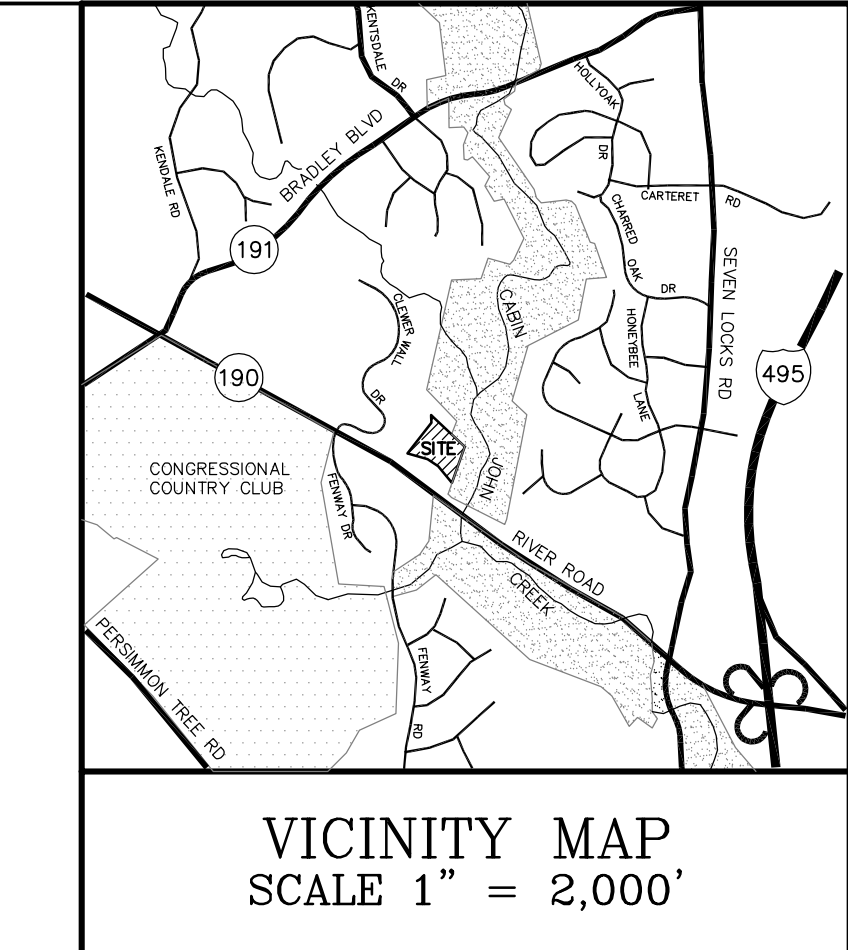 KENTSDALE
DR
HOLLYOAK
DR
BRADLEY BLVD
KENDALE RD
CARTERET
RD
CHARRED
OAK
DR
191
SEVEN LOCKS RD
CABIN
CLEWER WALL
DR
HONEYBEE
LANE
190
495
SITE
CONGRESSIONAL
COUNTRY CLUB
JOHN
FENWAY DR
RIVER ROAD
CREEK
PERSIMMON TREE RD
FENWAY
RD
VICINITY MAP
SCALE 1" = 2,000'